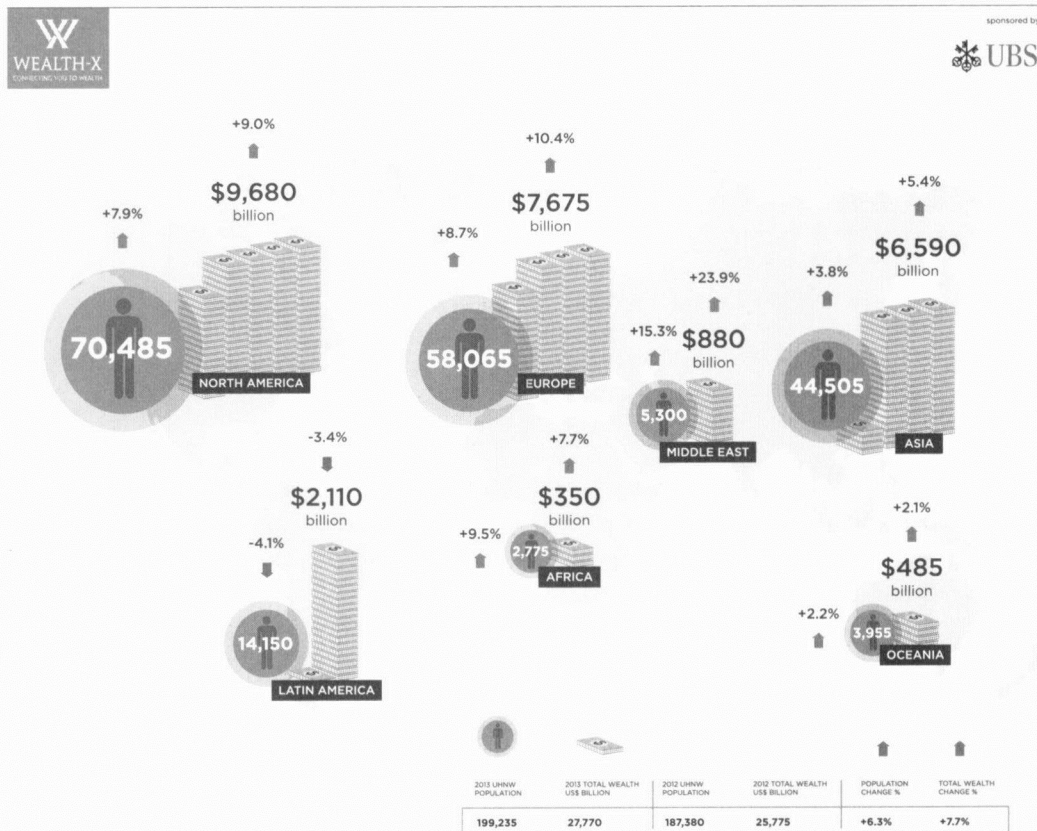 WEALTH-X
CONNECTING YOU TO WEALTH
sponsored by
UBS
+9.0%
$9,680
billion
+7.9%
70,485
NORTH AMERICA
+10.4%
$7,675
billion
+8.7%
58,065
EUROPE
+23.9%
$880
billion
+15.3%
5,300
MIDDLE EAST
+5.4%
$6,590
billion
+3.8%
44,505
ASIA
-3.4%
$2,110
billion
-4.1%
14,150
LATIN AMERICA
+7.7%
$350
billion
+9.5%
2,775
AFRICA
+2.1%
$485
billion
+2.2%
3,955
OCEANIA
2013 UHNW
POPULATION
2013 TOTAL WEALTH
US$ BILLION
2012 UHNW
POPULATION
2012 TOTAL WEALTH
US$ BILLION
POPULATION
CHANGE %
TOTAL WEALTH
CHANGE %
199,235 27,770 187,380 25,775 +6.3% +7.7%